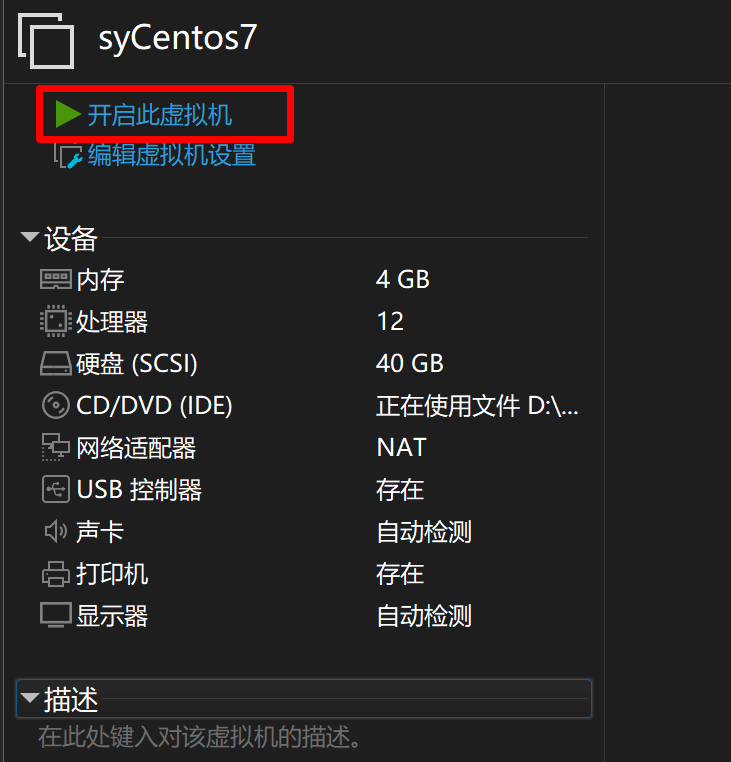 syCentos7
开启此虚拟机
编辑虚拟机设置
设备
内存 4 GB
处理器 12
硬盘 (SCSI) 40 GB
CD/DVD (IDE) 正在使用文件 D:\...
网络适配器 NAT
USB 控制器 存在
声卡 自动检测
打印机 存在
显示器 自动检测
描述
在此处键入对该虚拟机的描述。